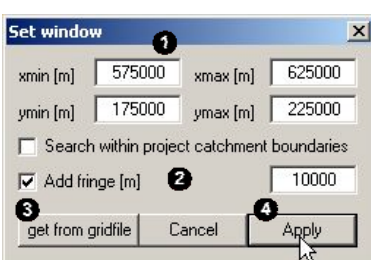 Set window
1
xmin [m] 575000 xmax [m] 625000
ymin [m] 175000 ymax [m] 225000
Search within project catchment boundaries
Add fringe [m] 2 10000
3 4
get from gridfile Cancel Apply